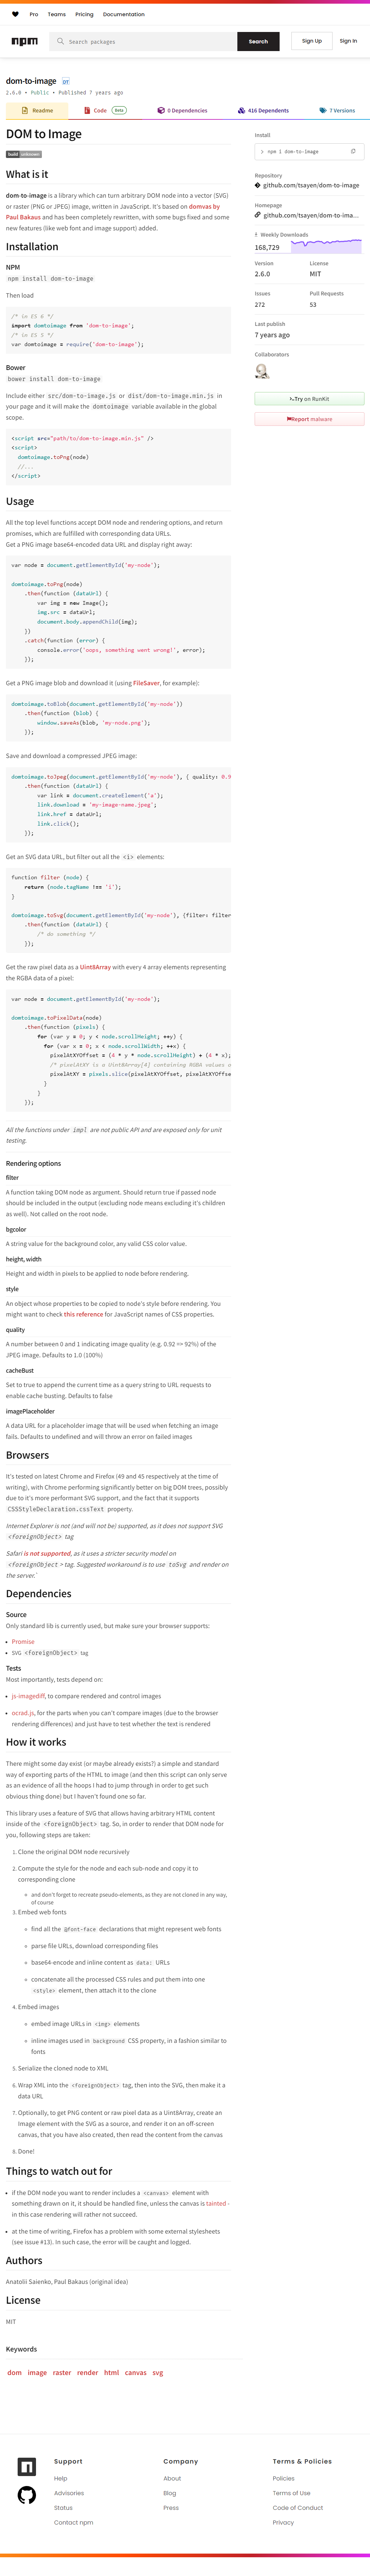 Pro Teams Pricing Documentation
npm Search packages Search Sign Up Sign In
dom-to-image DT
2.6.0 • Public • Published 7 years ago
Readme Code Beta 0 Dependencies 416 Dependents 7 Versions
DOM to Image
build unknown
What is it
dom-to-image is a library which can turn arbitrary DOM node into a vector (SVG)
or raster (PNG or JPEG) image, written in JavaScript. It's based on domvas by
Paul Bakaus and has been completely rewritten, with some bugs fixed and some
new features (like web font and image support) added.
Installation
NPM
npm install dom-to-image
Then load
/* in ES 6 */
import domtoimage from 'dom-to-image';
/* in ES 5 */
var domtoimage = require('dom-to-image');
Bower
bower install dom-to-image
Include either src/dom-to-image.js or dist/dom-to-image.min.js in
your page and it will make the domtoimage variable available in the global
scope.
<script src="path/to/dom-to-image.min.js" />
<script>
domtoimage.toPng(node)
//...
</script>
Usage
All the top level functions accept DOM node and rendering options, and return
promises, which are fulfilled with corresponding data URLs.
Get a PNG image base64-encoded data URL and display right away:
var node = document.getElementById('my-node');
domtoimage.toPng(node)
.then(function (dataUrl) {
var img = new Image();
img.src = dataUrl;
document.body.appendChild(img);
})
.catch(function (error) {
console.error('oops, something went wrong!', error);
});
Get a PNG image blob and download it (using FileSaver, for example):
domtoimage.toBlob(document.getElementById('my-node'))
.then(function (blob) {
window.saveAs(blob, 'my-node.png');
});
Save and download a compressed JPEG image:
domtoimage.toJpeg(document.getElementById('my-node'), { quality: 0.9
.then(function (dataUrl) {
var link = document.createElement('a');
link.download = 'my-image-name.jpeg';
link.href = dataUrl;
link.click();
});
Get an SVG data URL, but filter out all the <i> elements:
function filter (node) {
return (node.tagName !== 'i');
}
domtoimage.toSvg(document.getElementById('my-node'), {filter: filter
.then(function (dataUrl) {
/* do something */
});
Get the raw pixel data as a Uint8Array with every 4 array elements representing
the RGBA data of a pixel:
var node = document.getElementById('my-node');
domtoimage.toPixelData(node)
.then(function (pixels) {
for (var y = 0; y < node.scrollHeight; ++y) {
for (var x = 0; x < node.scrollWidth; ++x) {
pixelAtXYOffset = (4 * y * node.scrollHeight) + (4 * x);
/* pixelAtXY is a Uint8Array[4] containing RGBA values o
pixelAtXY = pixels.slice(pixelAtXYOffset, pixelAtXYOffse
}
}
});
All the functions under impl are not public API and are exposed only for unit
testing.
Rendering options
filter
A function taking DOM node as argument. Should return true if passed node
should be included in the output (excluding node means excluding it's children
as well). Not called on the root node.
bgcolor
A string value for the background color, any valid CSS color value.
height, width
Height and width in pixels to be applied to node before rendering.
style
An object whose properties to be copied to node's style before rendering. You
might want to check this reference for JavaScript names of CSS properties.
quality
A number between 0 and 1 indicating image quality (e.g. 0.92 => 92%) of the
JPEG image. Defaults to 1.0 (100%)
cacheBust
Set to true to append the current time as a query string to URL requests to
enable cache busting. Defaults to false
imagePlaceholder
A data URL for a placeholder image that will be used when fetching an image
fails. Defaults to undefined and will throw an error on failed images
Browsers
It's tested on latest Chrome and Firefox (49 and 45 respectively at the time of
writing), with Chrome performing significantly better on big DOM trees, possibly
due to it's more performant SVG support, and the fact that it supports
CSSStyleDeclaration.cssText property.
Internet Explorer is not (and will not be) supported, as it does not support SVG
<foreignObject> tag
Safari is not supported, as it uses a stricter security model on
<foreignObject > tag. Suggested workaround is to use toSvg and render on
the server.`
Dependencies
Source
Only standard lib is currently used, but make sure your browser supports:
• Promise
• SVG <foreignObject> tag
Tests
Most importantly, tests depend on:
• js-imagediff, to compare rendered and control images
• ocrad.js, for the parts when you can't compare images (due to the browser
rendering differences) and just have to test whether the text is rendered
How it works
There might some day exist (or maybe already exists?) a simple and standard
way of exporting parts of the HTML to image (and then this script can only serve
as an evidence of all the hoops I had to jump through in order to get such
obvious thing done) but I haven't found one so far.
This library uses a feature of SVG that allows having arbitrary HTML content
inside of the <foreignObject> tag. So, in order to render that DOM node for
you, following steps are taken:
1. Clone the original DOM node recursively
2. Compute the style for the node and each sub-node and copy it to
corresponding clone
◦ and don't forget to recreate pseudo-elements, as they are not cloned in any way,
of course
3. Embed web fonts
◦ find all the @font-face declarations that might represent web fonts
◦ parse file URLs, download corresponding files
◦ base64-encode and inline content as data: URLs
◦ concatenate all the processed CSS rules and put them into one
<style> element, then attach it to the clone
4. Embed images
◦ embed image URLs in <img> elements
◦ inline images used in background CSS property, in a fashion similar to
fonts
5. Serialize the cloned node to XML
6. Wrap XML into the <foreignObject> tag, then into the SVG, then make it a
data URL
7. Optionally, to get PNG content or raw pixel data as a Uint8Array, create an
Image element with the SVG as a source, and render it on an off-screen
canvas, that you have also created, then read the content from the canvas
8. Done!
Things to watch out for
• if the DOM node you want to render includes a <canvas> element with
something drawn on it, it should be handled fine, unless the canvas is tainted -
in this case rendering will rather not succeed.
• at the time of writing, Firefox has a problem with some external stylesheets
(see issue #13). In such case, the error will be caught and logged.
Authors
Anatolii Saienko, Paul Bakaus (original idea)
License
MIT
Keywords
dom image raster render html canvas svg
Install
npm i dom-to-image
Repository
github.com/tsayen/dom-to-image
Homepage
github.com/tsayen/dom-to-ima...
Weekly Downloads
168,729
Version License
2.6.0 MIT
Issues Pull Requests
272 53
Last publish
7 years ago
Collaborators
>-Try on RunKit
Report malware
Support
Help
Advisories
Status
Contact npm
Company
About
Blog
Press
Terms & Policies
Policies
Terms of Use
Code of Conduct
Privacy